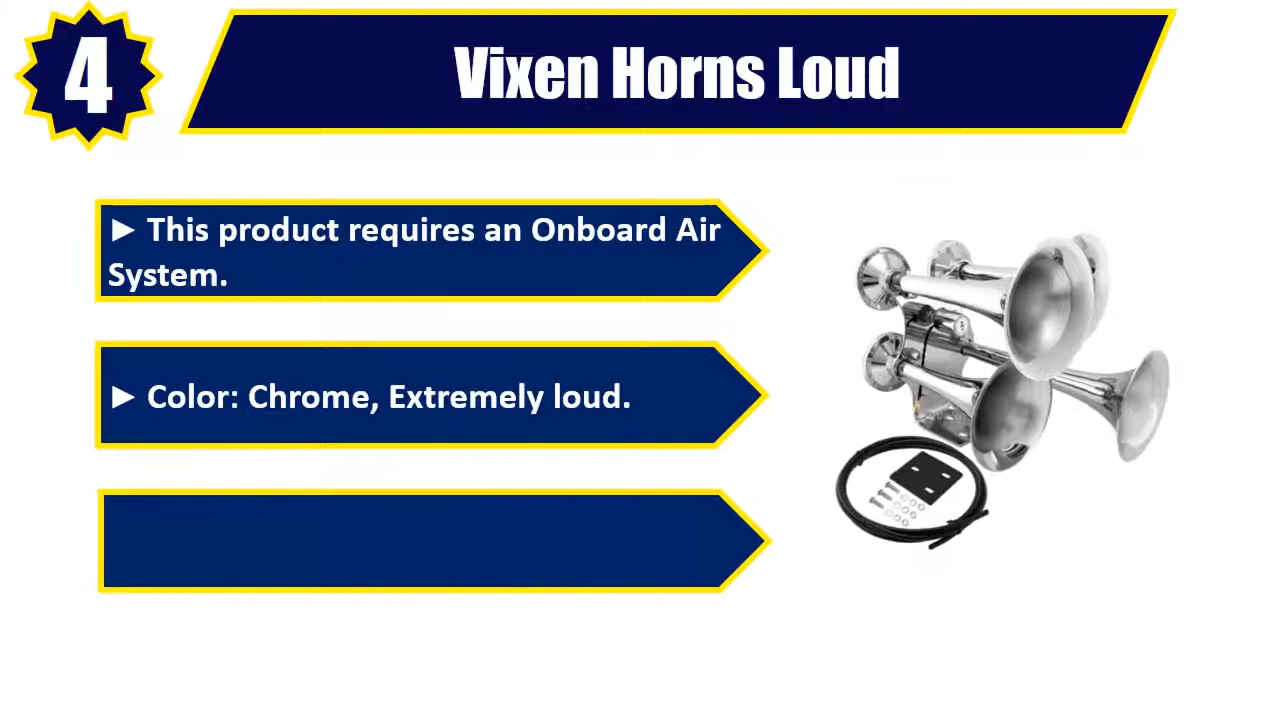 4
Vixen Horns Loud
► This product requires an Onboard Air
System.
► Color: Chrome, Extremely loud.